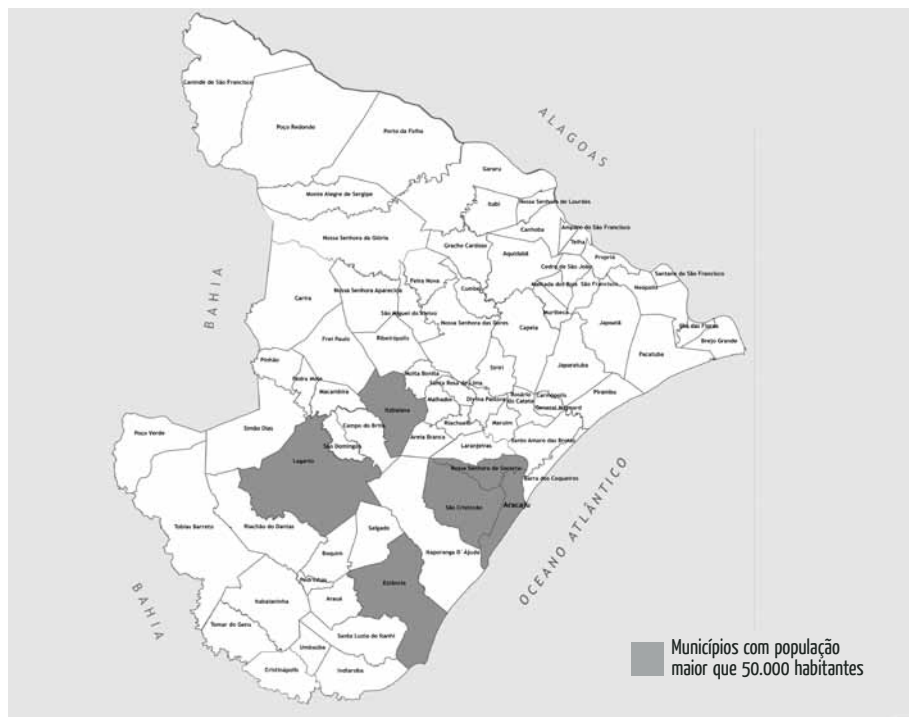 Canindé de São Francisco
Poço Redondo
Porto da Folha
ALAGOAS
Gararu
Monte Alegre de Sergipe
Itabi
Nossa Senhora de Lourdes
Canhoba
Amparo de São Francisco
Telha
Nossa Senhora da Glória
Graccho Cardoso
Aquidabã
Propriá
Cedro de São João
Santana do São Francisco
BAHIA
Feira Nova
Malhada dos Bois
São Francisco
Neópolis
Nossa Senhora Aparecida
Cumbe
Carira
São Miguel do Aleixo
Muribeca
Japoatã
Ilha das Flores
Nossa Senhora das Dores
Capela
Brejo Grande
Frei Paulo
Ribeirópolis
Pacatuba
Pinhão
Siriri
Japaratuba
Moita Bonita
Pedra Mole
Santa Rosa de Lima
Macambira
Malhador
Divina Pastora
Rosário
do Catete
Carmópolis
Pirambu
General Maynard
Itabaiana
Campo do Brito
Riachuelo
Maruim
Poço Verde
Simão Dias
Areia Branca
Santo Amaro das Brotas
São Domingos
Laranjeiras
Lagarto
Nossa Senhora do Socorro
Barra dos Coqueiros
São Cristóvão
Aracaju
OCEANO ATLÂNTICO
Tobias Barreto
Riachão do Dantas
Salgado
Itaporanga D' Ajuda
Boquim
Pedrinhas
Estância
BAHIA
Itabaianinha
Arauá
Tomar do Geru
Santa Luzia do Itanhi
Umbaúba
Cristinápolis
Indiaroba
Municípios com população
maior que 50.000 habitantes